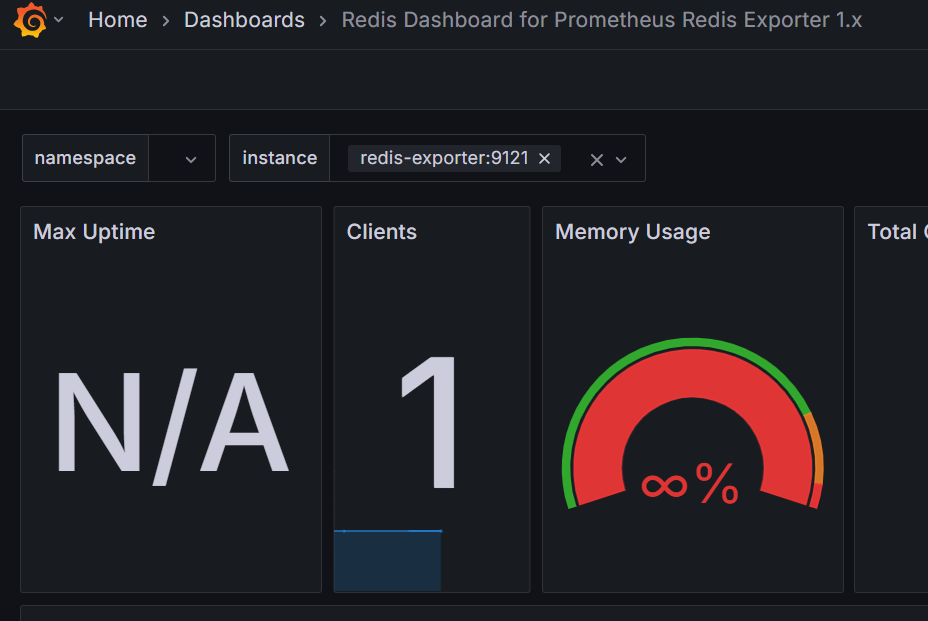 Home > Dashboards > Redis Dashboard for Prometheus Redis Exporter 1.x
namespace
instance redis-exporter:9121
Max Uptime
Clients
Memory Usage
Total
N/A
1
∞%